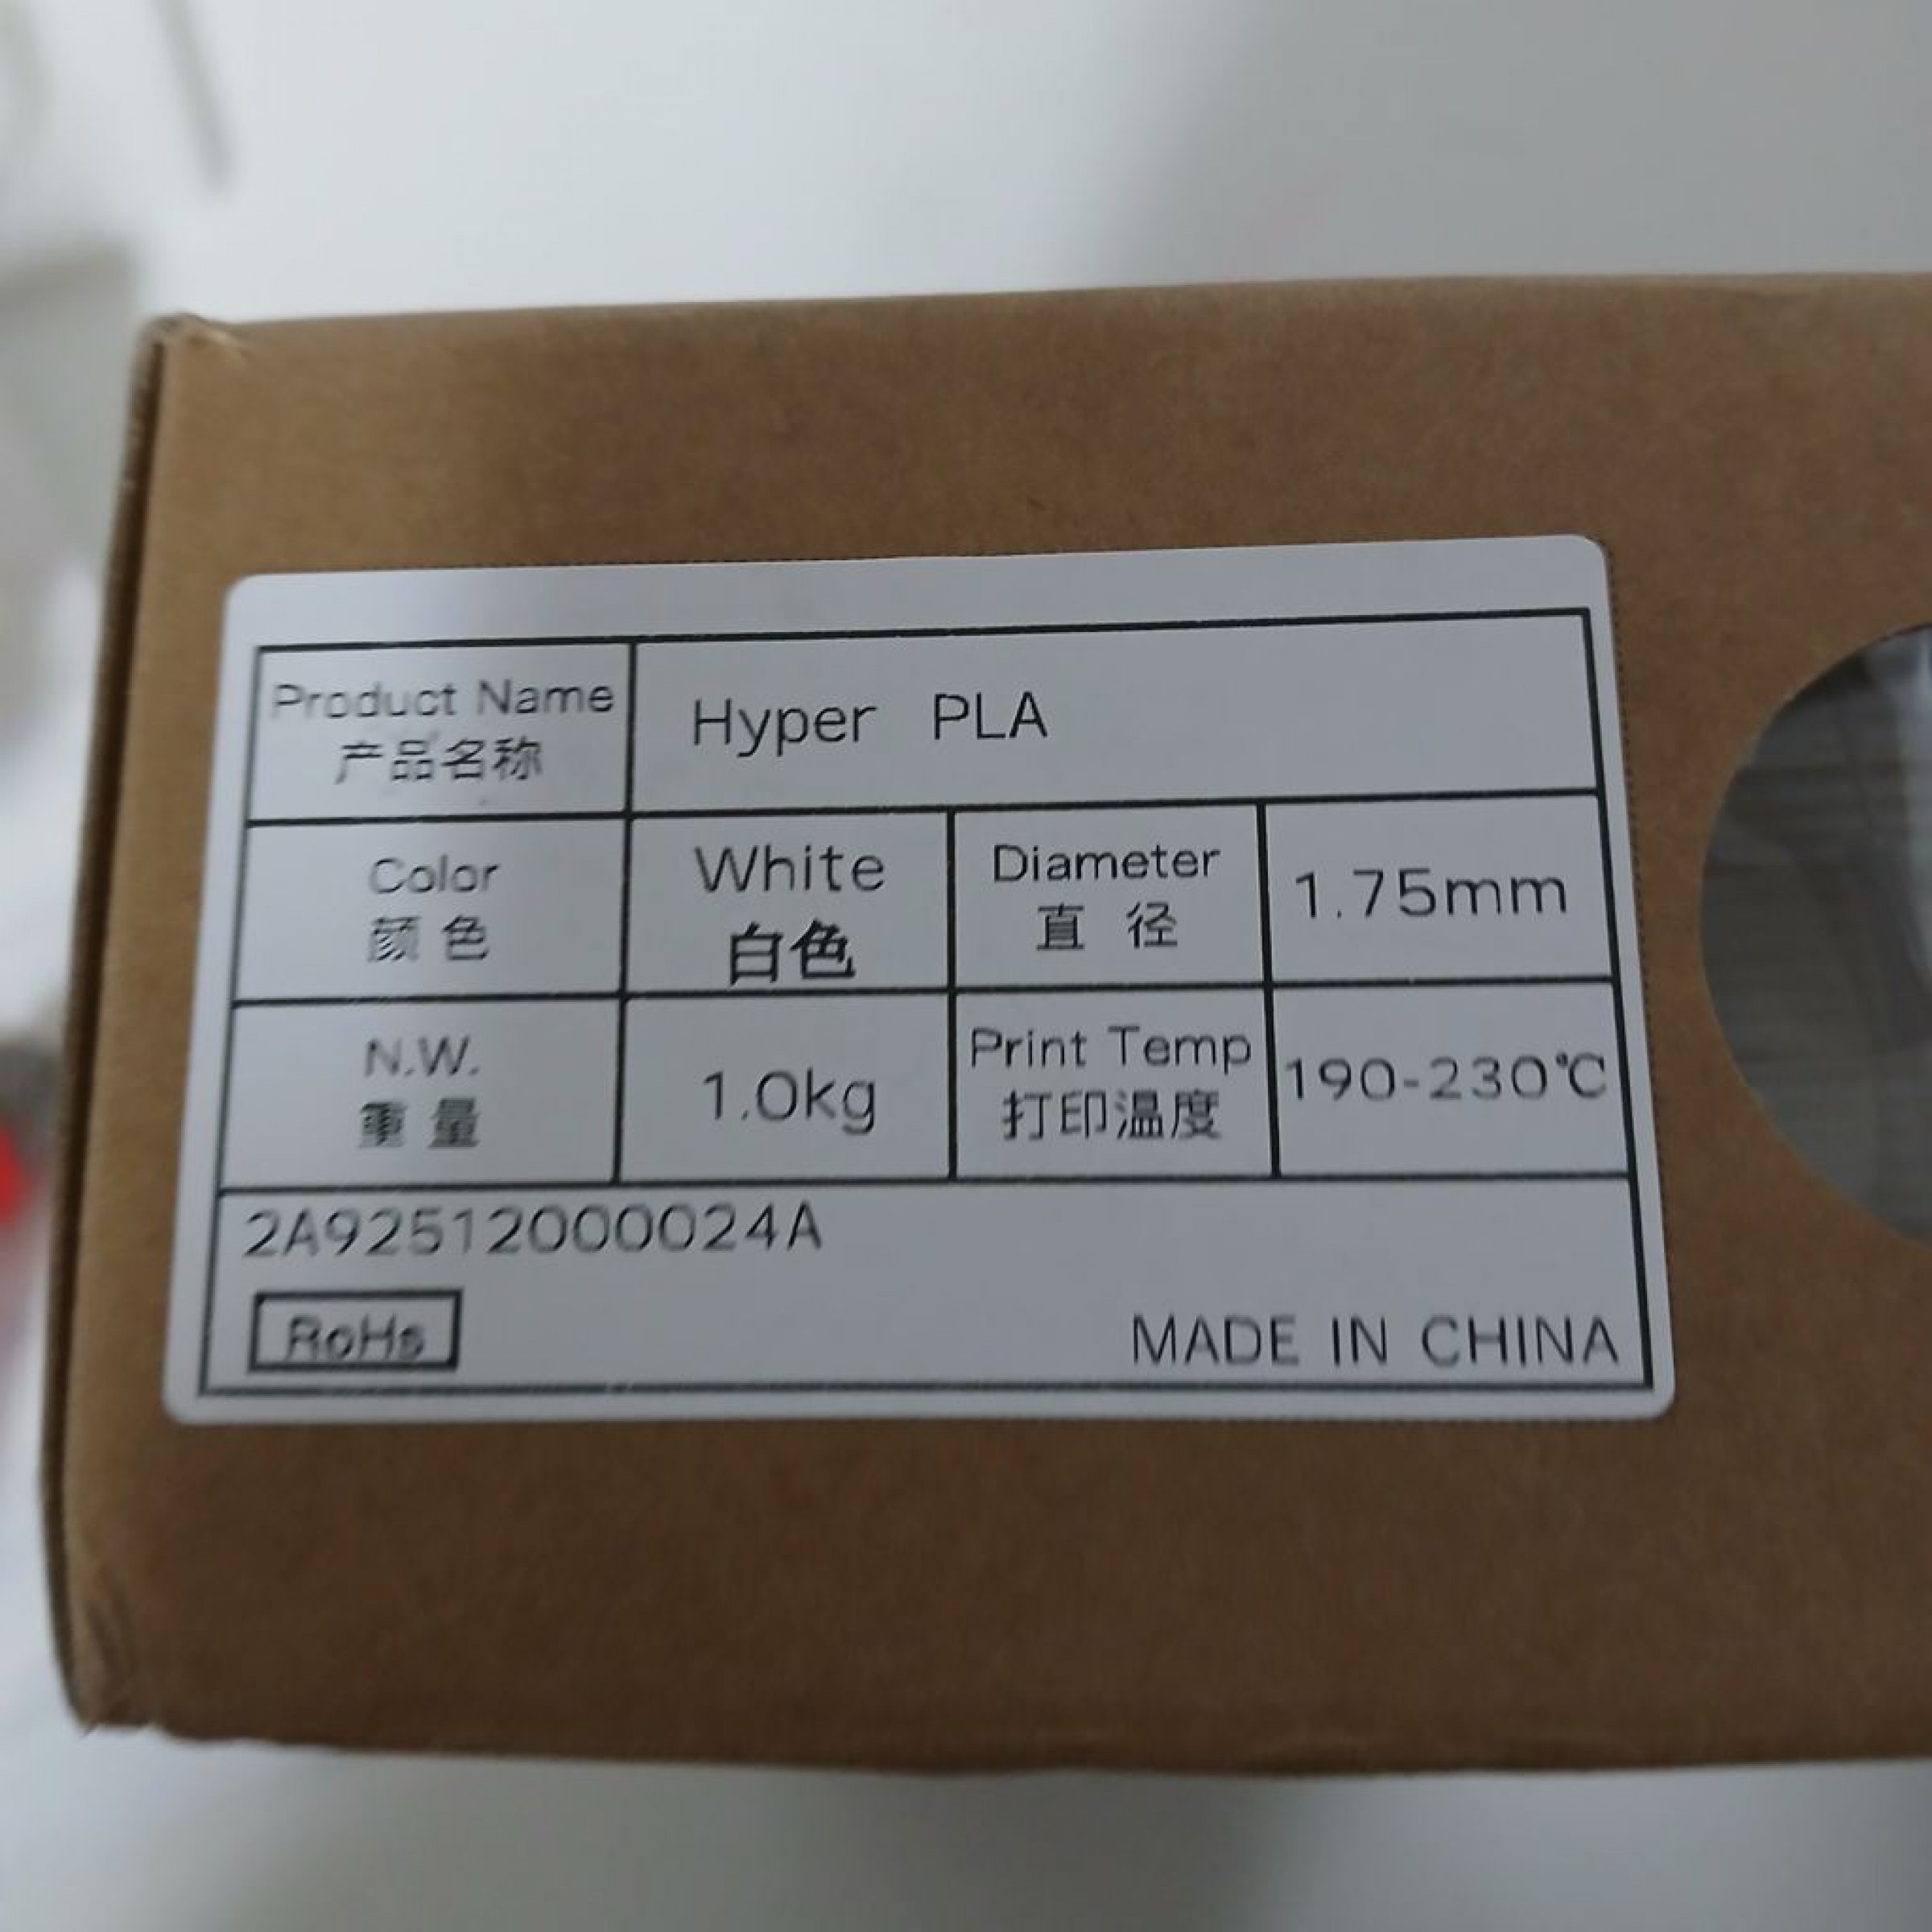 Product Name
产品名称
Hyper PLA
Color
颜色
White
白色
Diameter
直径
1.75mm
N.W.
重量
1.0kg
Print Temp
打印温度
190-230℃
2A92512000024A
RoHs
MADE IN CHINA